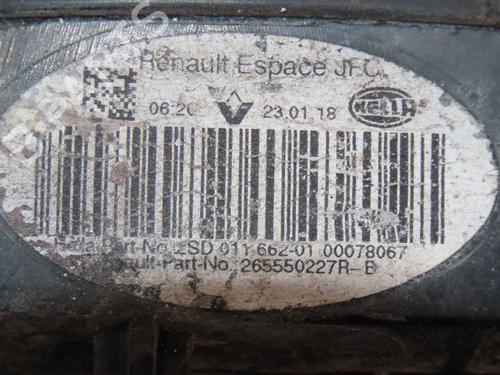 Renault Espace JFC
06:20 23.01.18 HELLA
Hella-Part-No. 2SD 011 662-01 00078067
Renault-Part-No. 265550227R-B